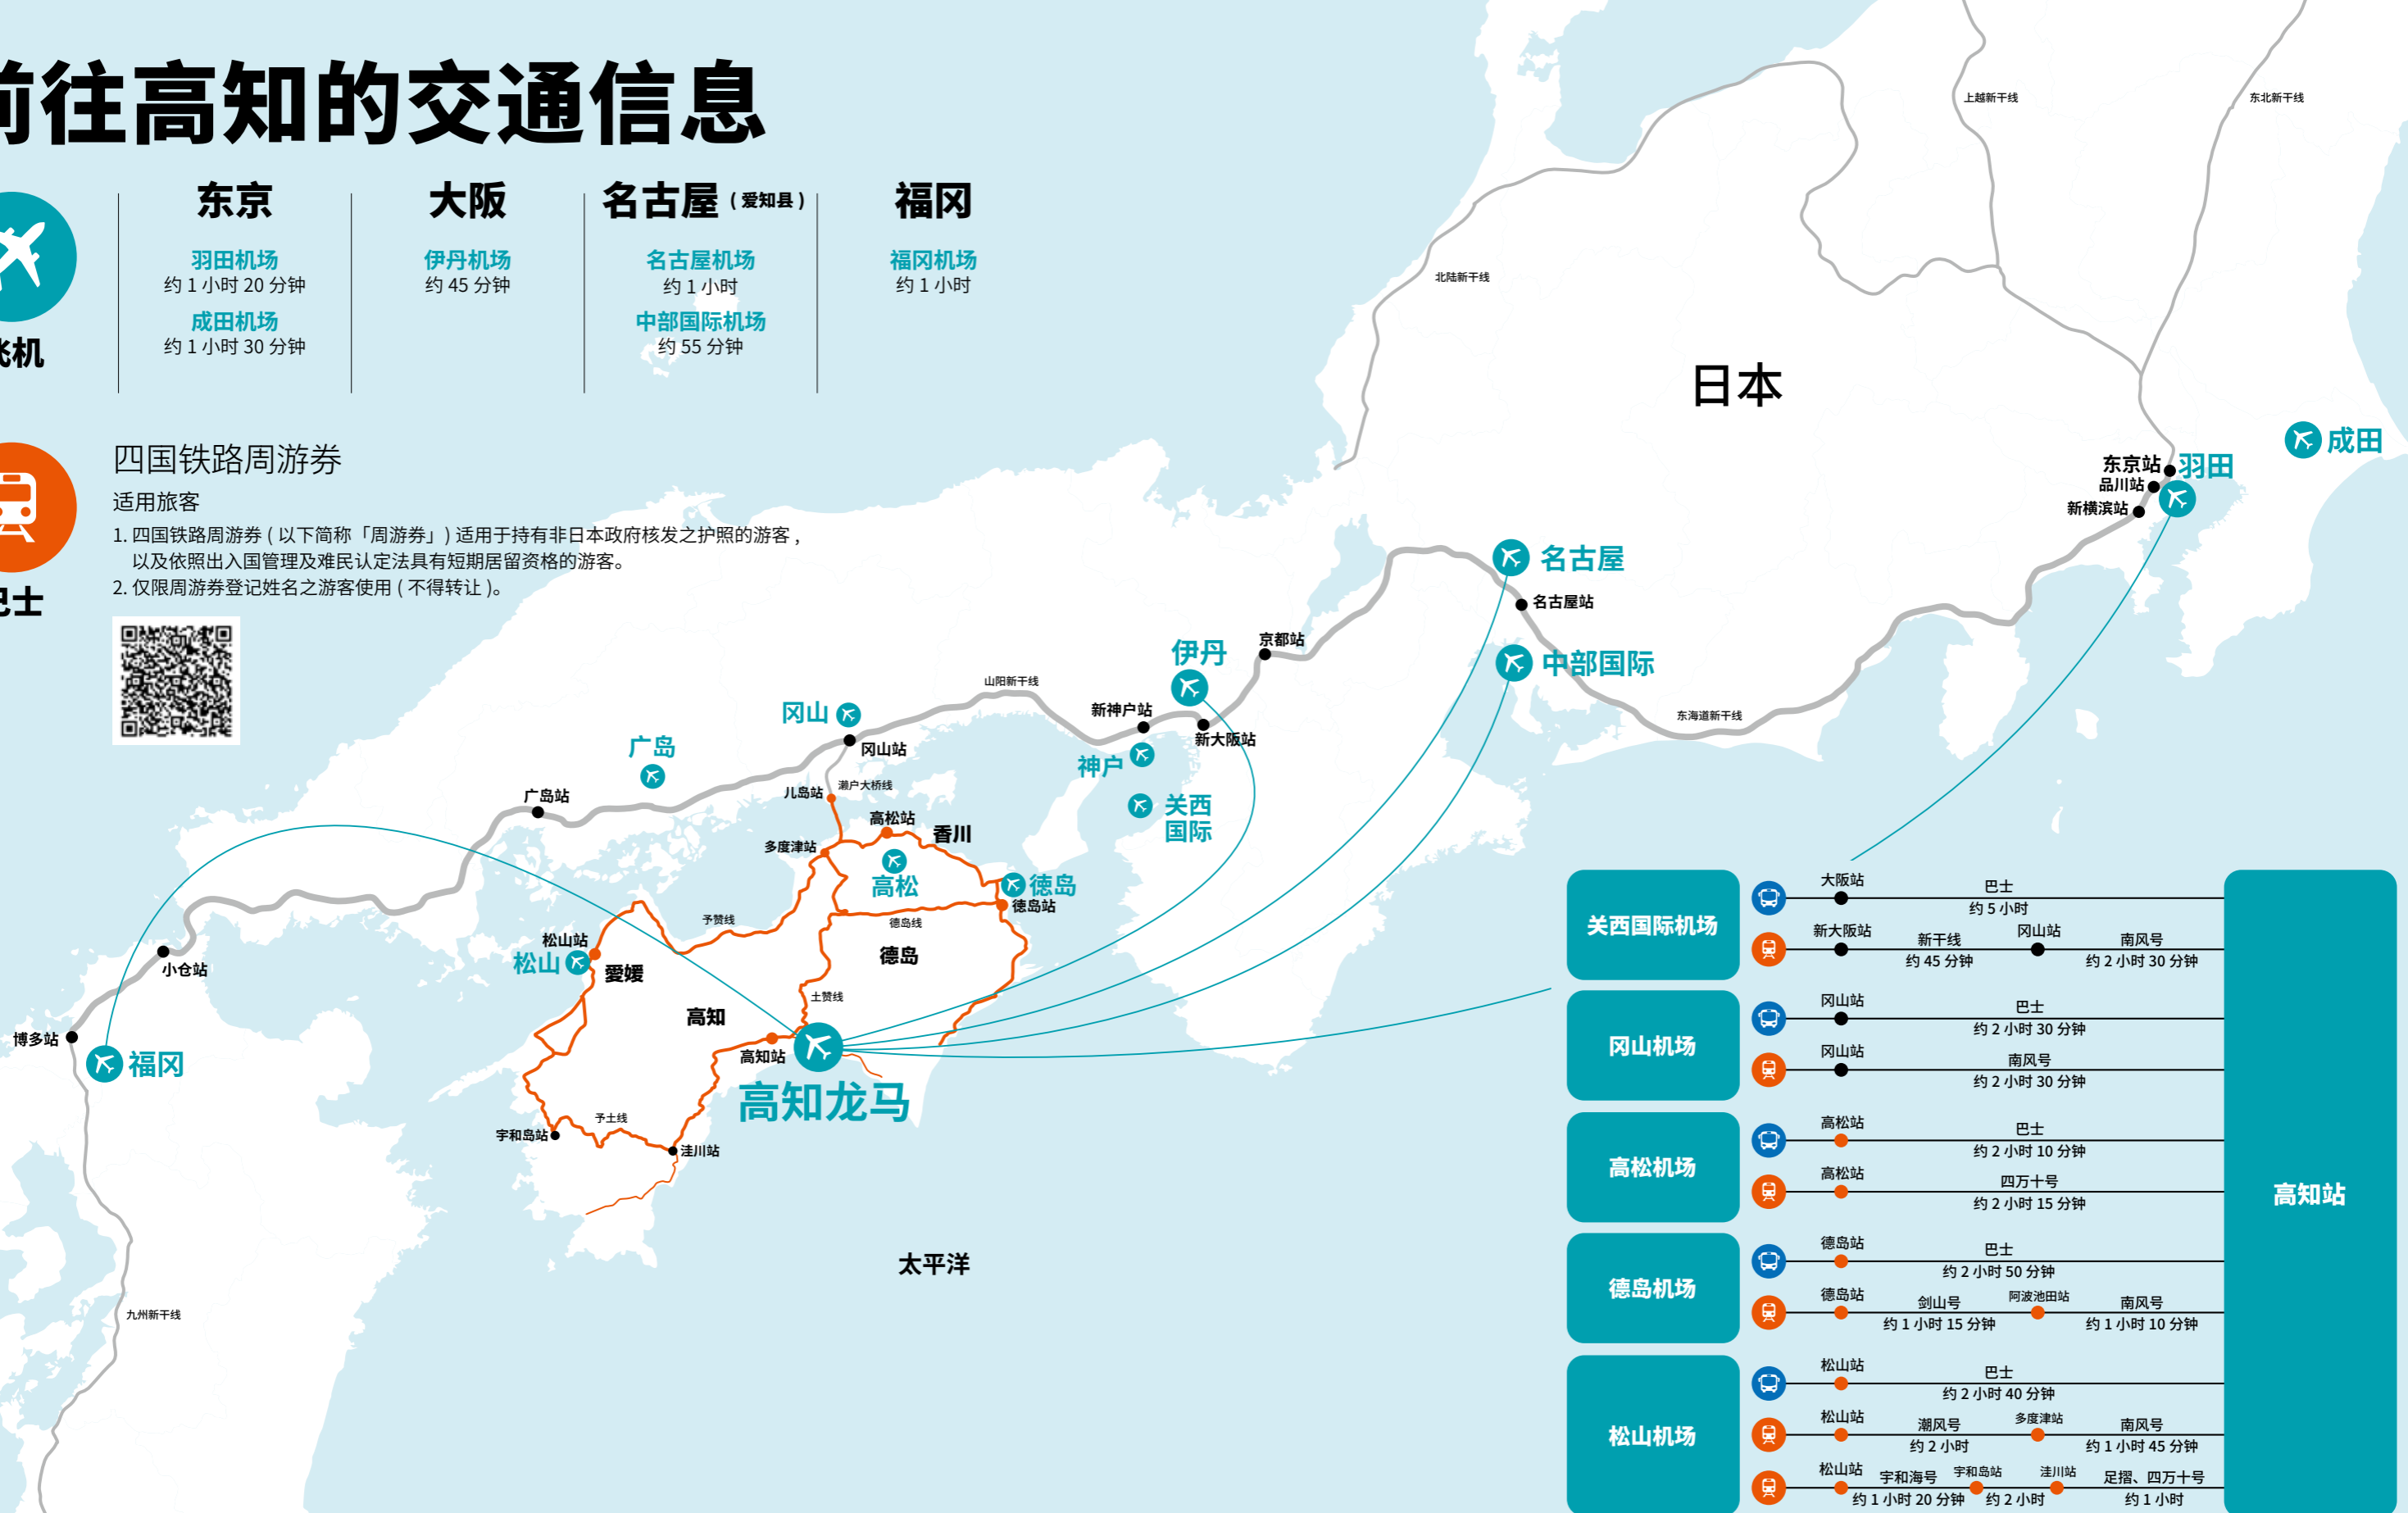 前往高知的交通信息
飞机
东京
羽田机场
约 1 小时 20 分钟
成田机场
约 1 小时 30 分钟
大阪
伊丹机场
约 45 分钟
名古屋 ( 爱知县 )
名古屋机场
约 1 小时
中部国际机场
约 55 分钟
福冈
福冈机场
约 1 小时
巴士
四国铁路周游券
适用旅客
1. 四国铁路周游券 ( 以下简称「周游券」) 适用于持有非日本政府核发之护照的游客 ,
以及依照出入国管理及难民认定法具有短期居留资格的游客。
2. 仅限周游券登记姓名之游客使用 ( 不得转让 )。
上越新干线
东北新干线
北陆新干线
日本
成田
东京站
羽田
品川站
新横滨站
名古屋
名古屋站
中部国际
东海道新干线
京都站
伊丹
山阳新干线
新神户站
新大阪站
神户
关西
国际
冈山
冈山站
广岛
广岛站
儿岛站
濑户大桥线
高松站
香川
多度津站
高松
德岛
德岛站
予赞线
德岛线
松山站
松山
爱媛
德岛
土赞线
高知
高知站
高知龙马
小仓站
博多站
福冈
予土线
宇和岛站
洼川站
太平洋
九州新干线
关西国际机场
大阪站
巴士
约 5 小时
新大阪站
新干线
约 45 分钟
冈山站
南风号
约 2 小时 30 分钟
冈山机场
冈山站
巴士
约 2 小时 30 分钟
冈山站
南风号
约 2 小时 30 分钟
高松机场
高松站
巴士
约 2 小时 10 分钟
高松站
四万十号
约 2 小时 15 分钟
德岛机场
德岛站
巴士
约 2 小时 50 分钟
德岛站
剑山号
约 1 小时 15 分钟
阿波池田站
南风号
约 1 小时 10 分钟
松山机场
松山站
巴士
约 2 小时 40 分钟
松山站
潮风号
约 2 小时
多度津站
南风号
约 1 小时 45 分钟
松山站
宇和海号
约 1 小时 20 分钟
宇和岛站
约 2 小时
洼川站
足摺、四万十号
约 1 小时
高知站